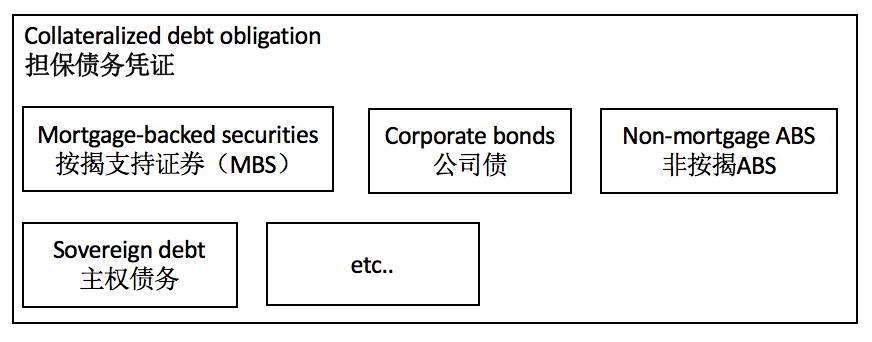 Collateralized debt obligation
担保债务凭证
Mortgage-backed securities
按揭支持证券（MBS）
Corporate bonds
公司债
Non-mortgage ABS
非按揭ABS
Sovereign debt
主权债务
etc..